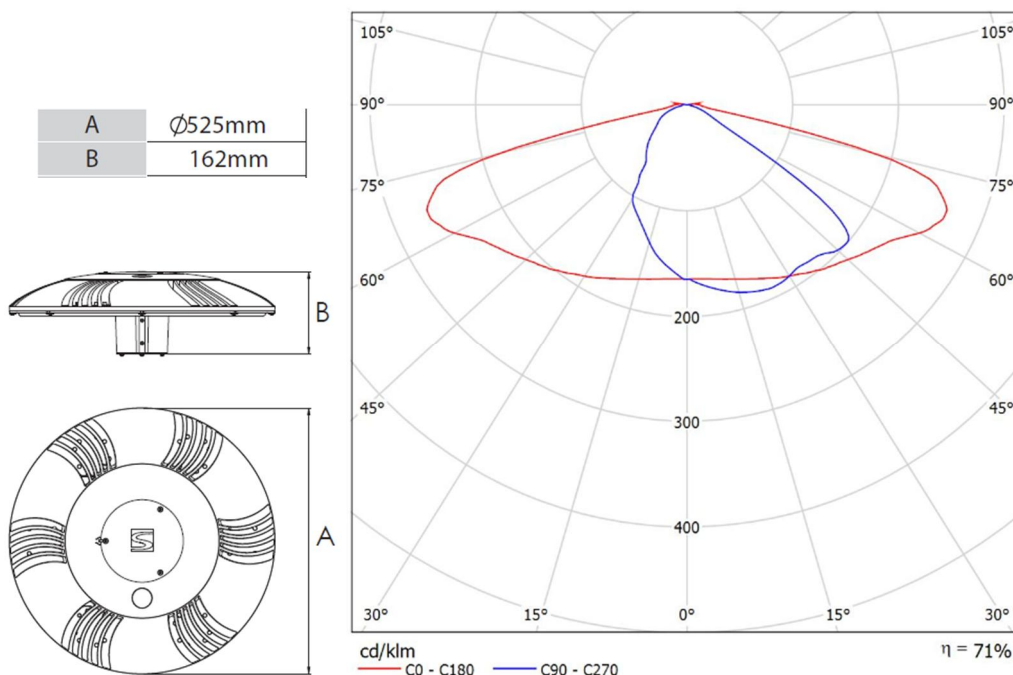 A Ø525mm
B 162mm
B
A
105° 105°
90° 90°
75° 75°
60° 60°
45° 45°
200
300
400
30° 15° 0° 15° 30°
cd/klm η = 71%
C0 - C180 C90 - C270